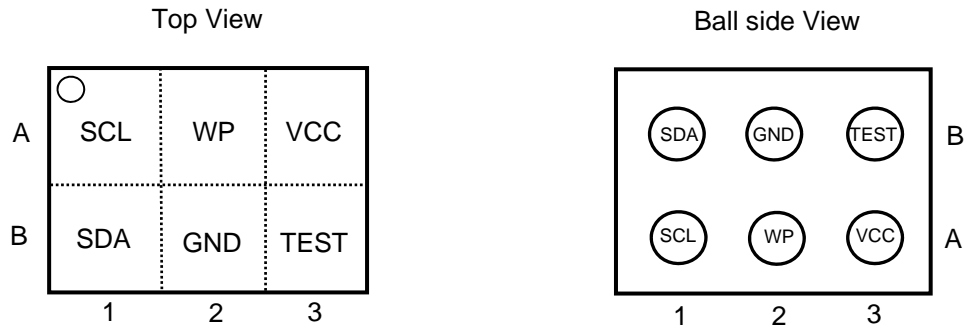 Top View
A SCL WP VCC
B SDA GND TEST
1 2 3
Ball side View
SDA GND TEST B
SCL WP VCC A
1 2 3